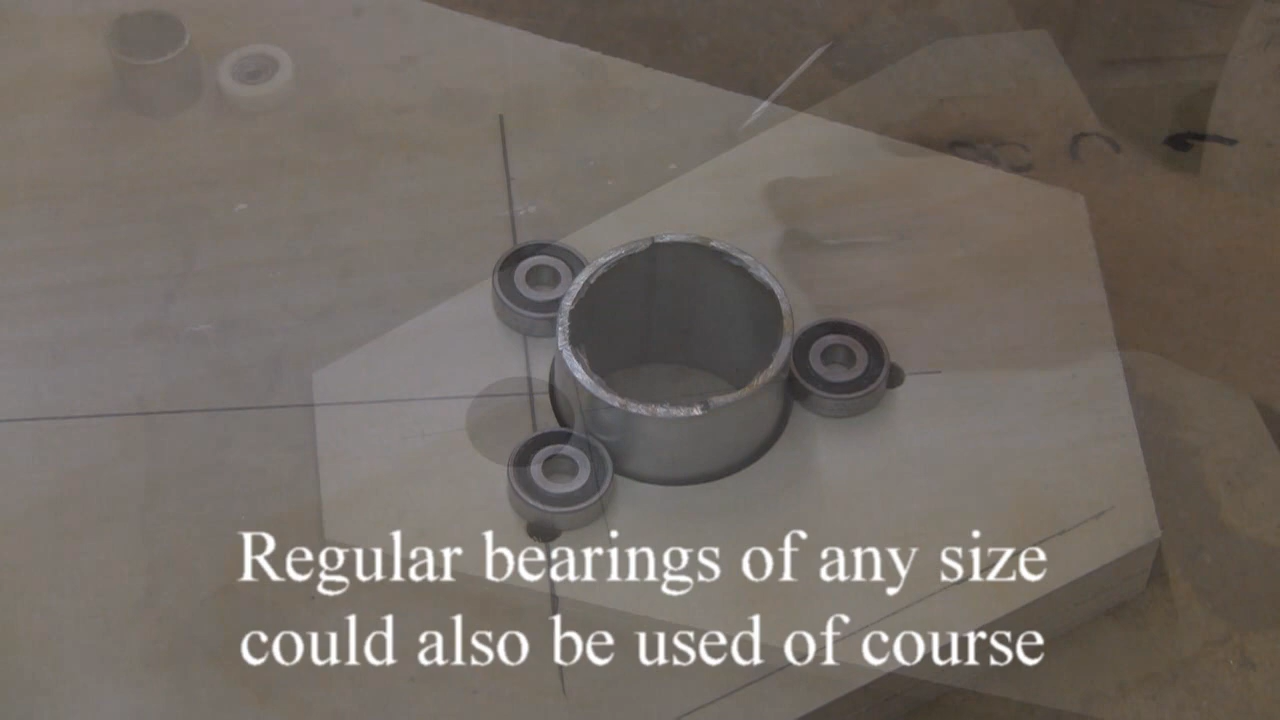 Regular bearings of any size
could also be used of course